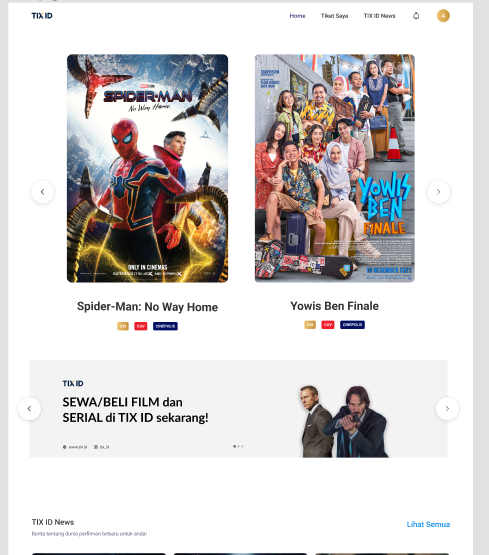 TIX ID
Home
Tiket Saya
TIX ID News
A
SPIDER-MAN
No Way Home
ONLY IN CINEMAS
YOWIS
BEN
FINALE
Spider-Man: No Way Home
Yowis Ben Finale
XXI
CGV
CINÉPOLIS
XXI
CGV
CINÉPOLIS
TIX ID
SEWA/BELI FILM dan
SERIAL di TIX ID sekarang!
www.tix.id
tix_id
TIX ID News
Lihat Semua
Berita tentang dunia perfilman terbaru untuk anda!